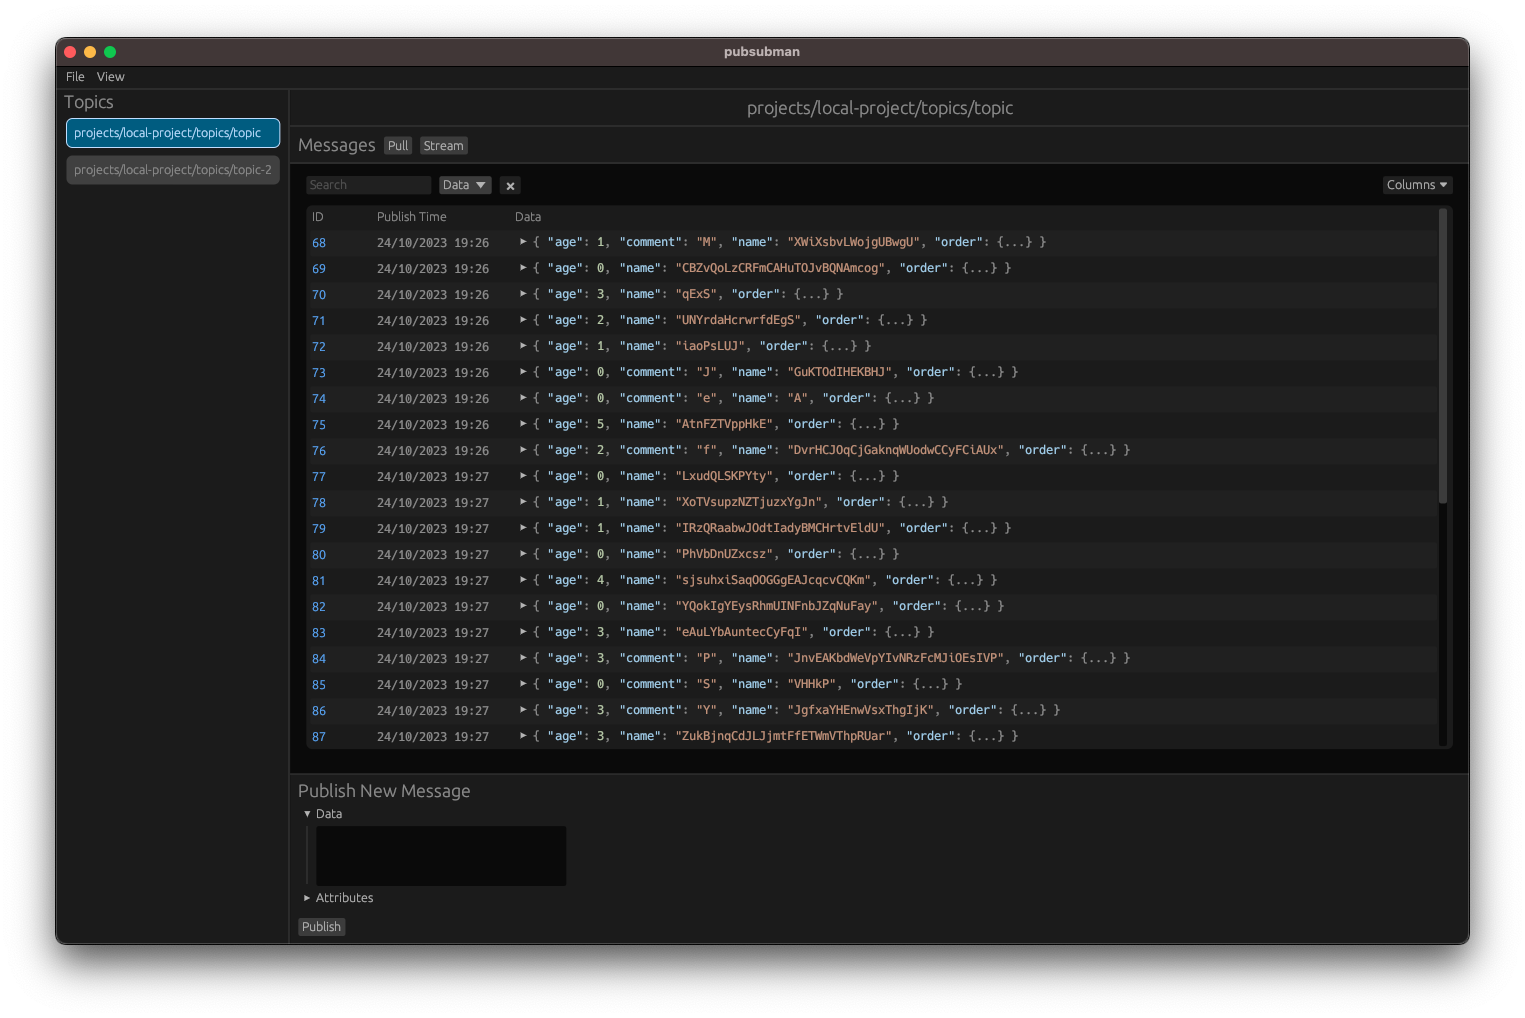 pubsubman
File View
Topics
projects/local-project/topics/topic
projects/local-project/topics/topic-2
projects/local-project/topics/topic
Messages Pull Stream
Search Data × Columns
ID Publish Time Data
68 24/10/2023 19:26 { "age": 1, "comment": "M", "name": "XWiXsbvLWojgUBwgU", "order": {...} }
69 24/10/2023 19:26 { "age": 0, "name": "CBZvQoLzCRFmCAHuTOJvBQNAmcog", "order": {...} }
70 24/10/2023 19:26 { "age": 3, "name": "qExS", "order": {...} }
71 24/10/2023 19:26 { "age": 2, "name": "UNYrdaHcrwrfdEgS", "order": {...} }
72 24/10/2023 19:26 { "age": 1, "name": "iaoPsLUJ", "order": {...} }
73 24/10/2023 19:26 { "age": 0, "comment": "J", "name": "GuKTOdIHEKBHJ", "order": {...} }
74 24/10/2023 19:26 { "age": 0, "comment": "e", "name": "A", "order": {...} }
75 24/10/2023 19:26 { "age": 5, "name": "AtnFZTVppHkE", "order": {...} }
76 24/10/2023 19:26 { "age": 2, "comment": "f", "name": "DvrHCJOqCjGaknqWUodwCCyFCiAUx", "order": {...} }
77 24/10/2023 19:27 { "age": 0, "name": "LxudQLSKPYty", "order": {...} }
78 24/10/2023 19:27 { "age": 1, "name": "XoTVsupzNZTjuzxYgJn", "order": {...} }
79 24/10/2023 19:27 { "age": 1, "name": "IRzQRaabwJOdtIadyBMCHrtvEldU", "order": {...} }
80 24/10/2023 19:27 { "age": 0, "name": "PhVbDnUZxcsz", "order": {...} }
81 24/10/2023 19:27 { "age": 4, "name": "sjsuhxiSaqOOGGgEAJcqcvCQKm", "order": {...} }
82 24/10/2023 19:27 { "age": 0, "name": "YQokIgYEysRhmUINFnbJZqNuFay", "order": {...} }
83 24/10/2023 19:27 { "age": 3, "name": "eAuLYbAuntecCyFqI", "order": {...} }
84 24/10/2023 19:27 { "age": 3, "comment": "P", "name": "JnvEAKbdWeVpYIvNRzFcMJiOEsIVP", "order": {...} }
85 24/10/2023 19:27 { "age": 0, "comment": "S", "name": "VHHkP", "order": {...} }
86 24/10/2023 19:27 { "age": 3, "comment": "Y", "name": "JgfxaYHEnwVsxThgIjK", "order": {...} }
87 24/10/2023 19:27 { "age": 3, "name": "ZukBjnqCdJLJjmtFfETWmVThpRUar", "order": {...} }
Publish New Message
Data
Attributes
Publish